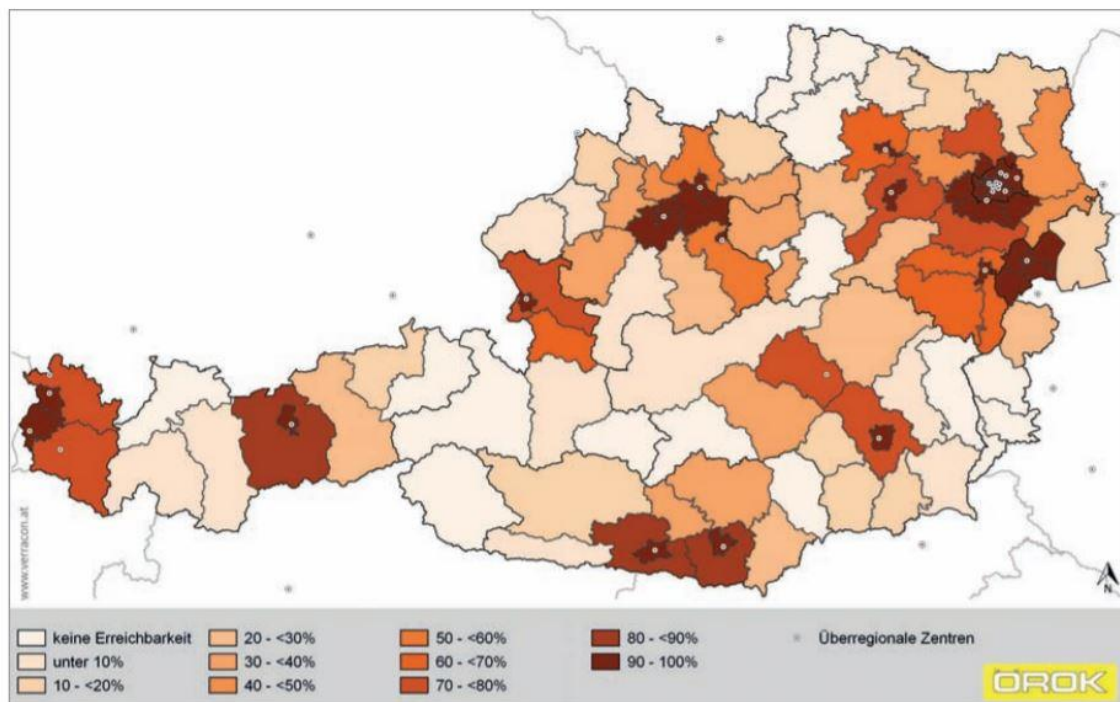 www.verracon.at
N
keine Erreichbarkeit
unter 10%
10 - <20%
20 - <30%
30 - <40%
40 - <50%
50 - <60%
60 - <70%
70 - <80%
80 - <90%
90 - 100%
Überregionale Zentren
OROK